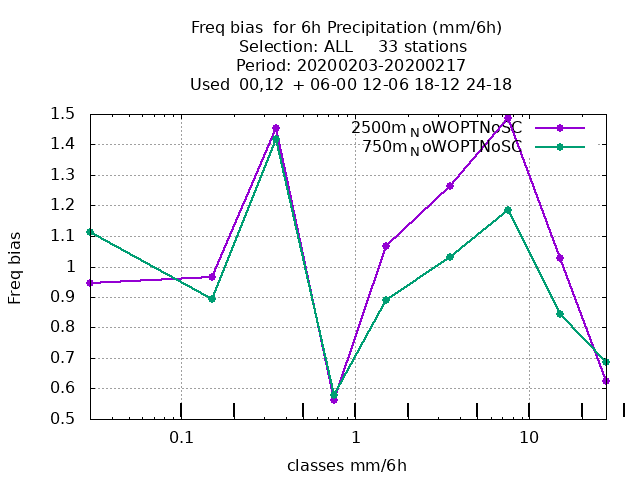 Freq bias  for 6h Precipitation (mm/6h)
Selection: ALL     33 stations
Period: 20200203-20200217
Used  00,12  + 06-00 12-06 18-12 24-18
2500m_NoWOPTNoSC
750m_NoWOPTNoSC
1.5
1.4
1.3
1.2
1.1
1
0.9
0.8
0.7
0.6
0.5
Freq bias
0.1 1 10
classes mm/6h